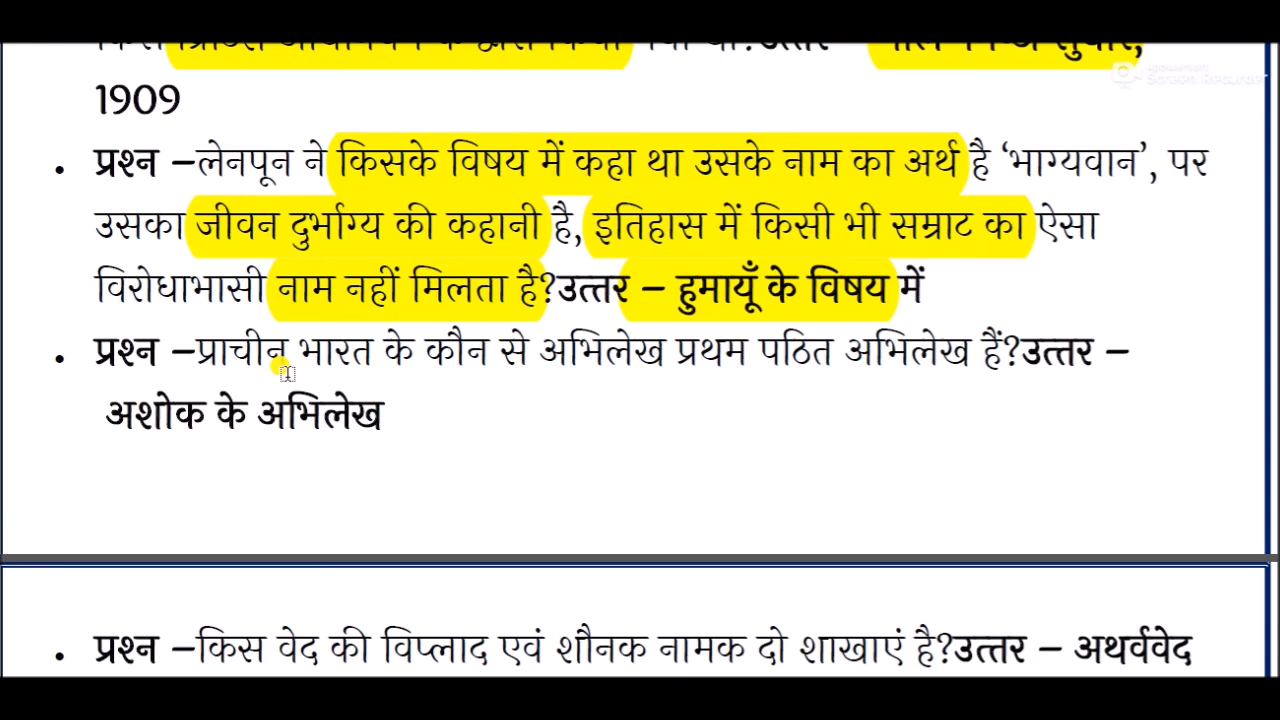 1909
Screen Recorder
• प्रश्न –लेनपून ने किसके विषय में कहा था उसके नाम का अर्थ है ‘भाग्यवान’, पर
उसका जीवन दुर्भाग्य की कहानी है, इतिहास में किसी भी सम्राट का ऐसा
विरोधाभासी नाम नहीं मिलता है?उत्तर – हुमायूँ के विषय में
• प्रश्न –प्राचीन भारत के कौन से अभिलेख प्रथम पठित अभिलेख हैं?उत्तर –
अशोक के अभिलेख
• प्रश्न –किस वेद की विप्लाद एवं शौनक नामक दो शाखाएं है?उत्तर – अथर्ववेद